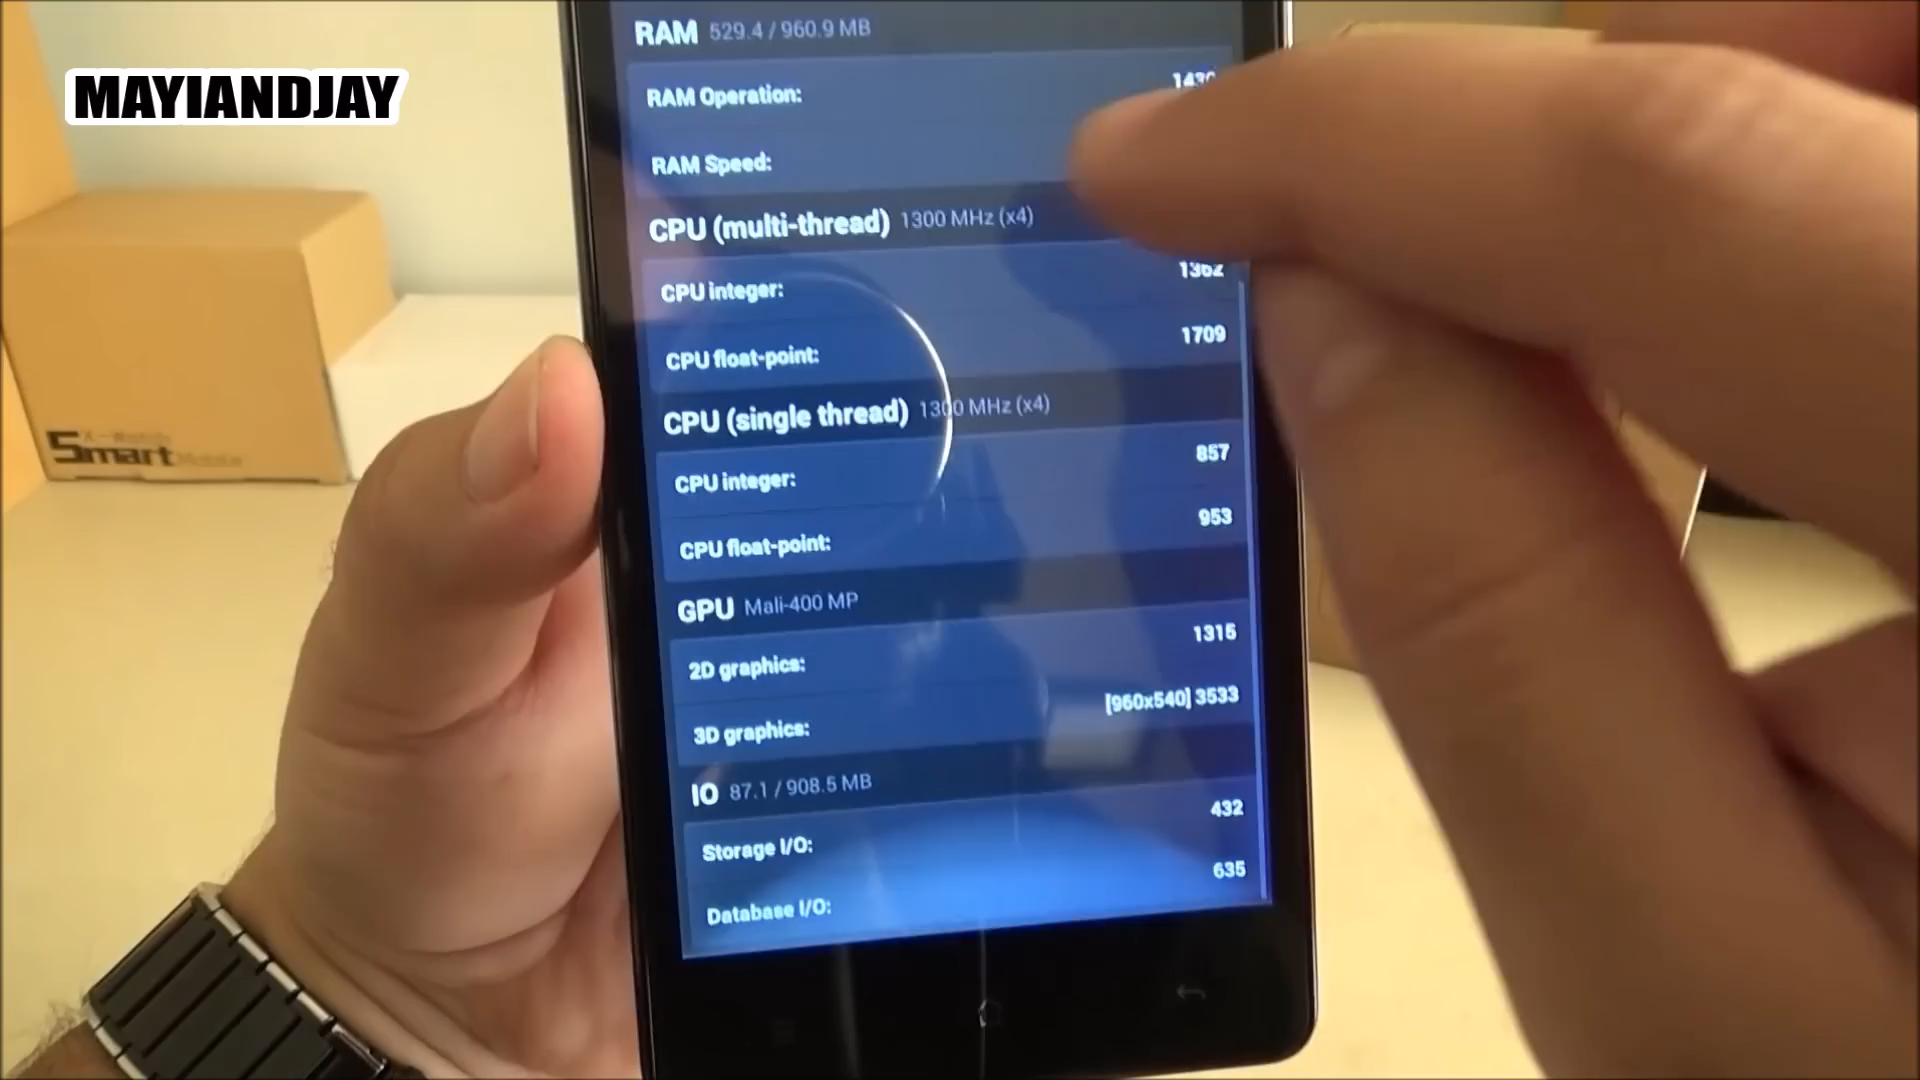 MAYIANDJAY
RAM 529.4 / 960.9 MB
RAM Operation:
RAM Speed:
CPU (multi-thread) 1300 MHz (x4)
CPU integer: 1362
CPU float-point: 1709
CPU (single thread) 1300 MHz (x4)
CPU integer: 857
CPU float-point: 953
GPU Mali-400 MP
2D graphics: 1315
3D graphics: [960x540] 3533
IO 87.1 / 908.5 MB
Storage I/O: 432
Database I/O: 635
Smart